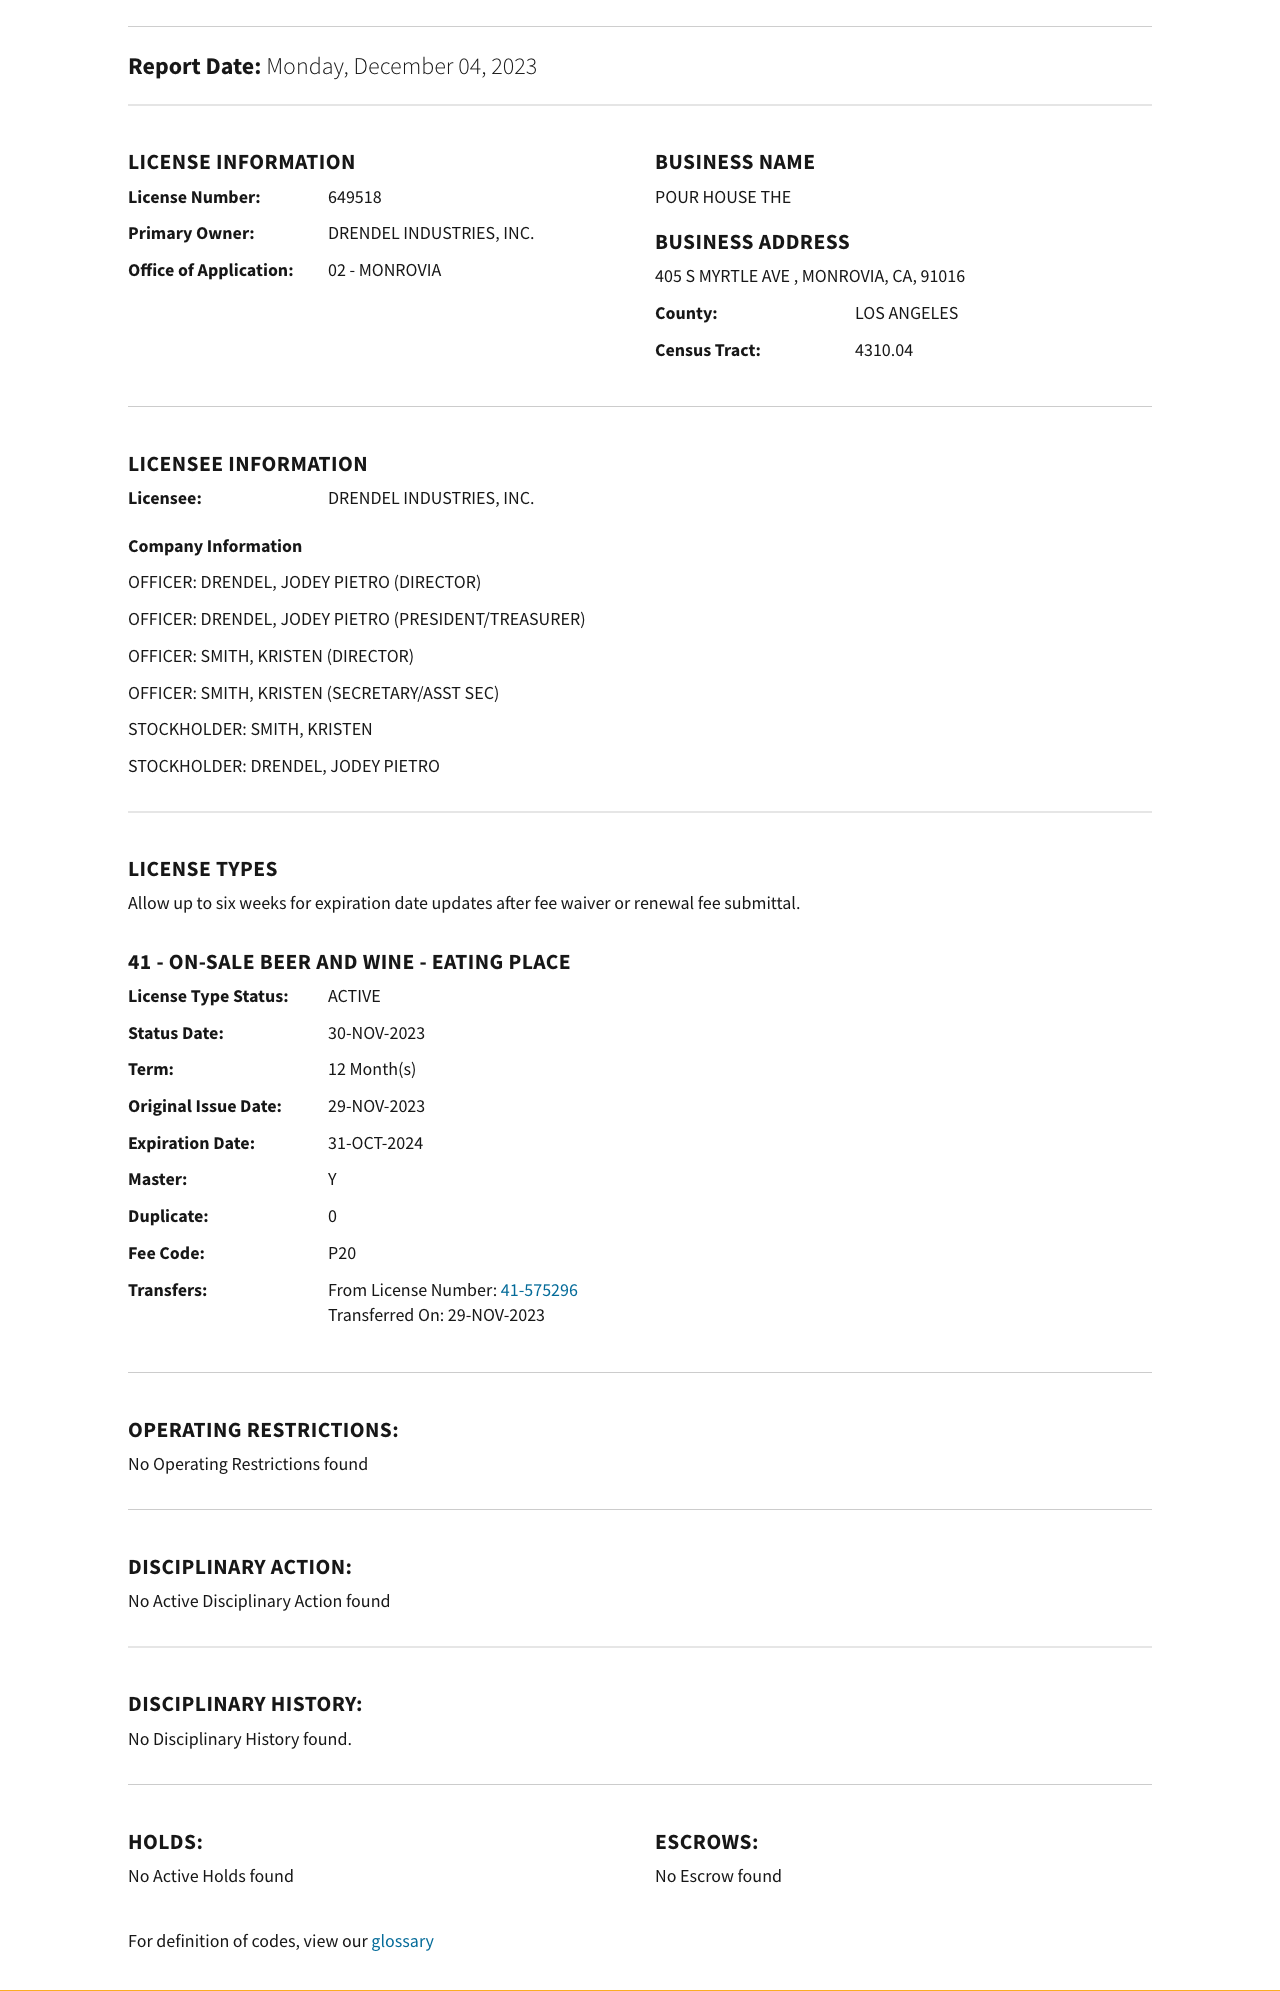 Report Date: Monday, December 04, 2023
LICENSE INFORMATION
License Number: 649518
Primary Owner: DRENDEL INDUSTRIES, INC.
Office of Application: 02 - MONROVIA
BUSINESS NAME
POUR HOUSE THE
BUSINESS ADDRESS
405 S MYRTLE AVE , MONROVIA, CA, 91016
County: LOS ANGELES
Census Tract: 4310.04
LICENSEE INFORMATION
Licensee: DRENDEL INDUSTRIES, INC.
Company Information
OFFICER: DRENDEL, JODEY PIETRO (DIRECTOR)
OFFICER: DRENDEL, JODEY PIETRO (PRESIDENT/TREASURER)
OFFICER: SMITH, KRISTEN (DIRECTOR)
OFFICER: SMITH, KRISTEN (SECRETARY/ASST SEC)
STOCKHOLDER: SMITH, KRISTEN
STOCKHOLDER: DRENDEL, JODEY PIETRO
LICENSE TYPES
Allow up to six weeks for expiration date updates after fee waiver or renewal fee submittal.
41 - ON-SALE BEER AND WINE - EATING PLACE
License Type Status: ACTIVE
Status Date: 30-NOV-2023
Term: 12 Month(s)
Original Issue Date: 29-NOV-2023
Expiration Date: 31-OCT-2024
Master: Y
Duplicate: 0
Fee Code: P20
Transfers: From License Number: 41-575296
Transferred On: 29-NOV-2023
OPERATING RESTRICTIONS:
No Operating Restrictions found
DISCIPLINARY ACTION:
No Active Disciplinary Action found
DISCIPLINARY HISTORY:
No Disciplinary History found.
HOLDS:
No Active Holds found
ESCROWS:
No Escrow found
For definition of codes, view our glossary